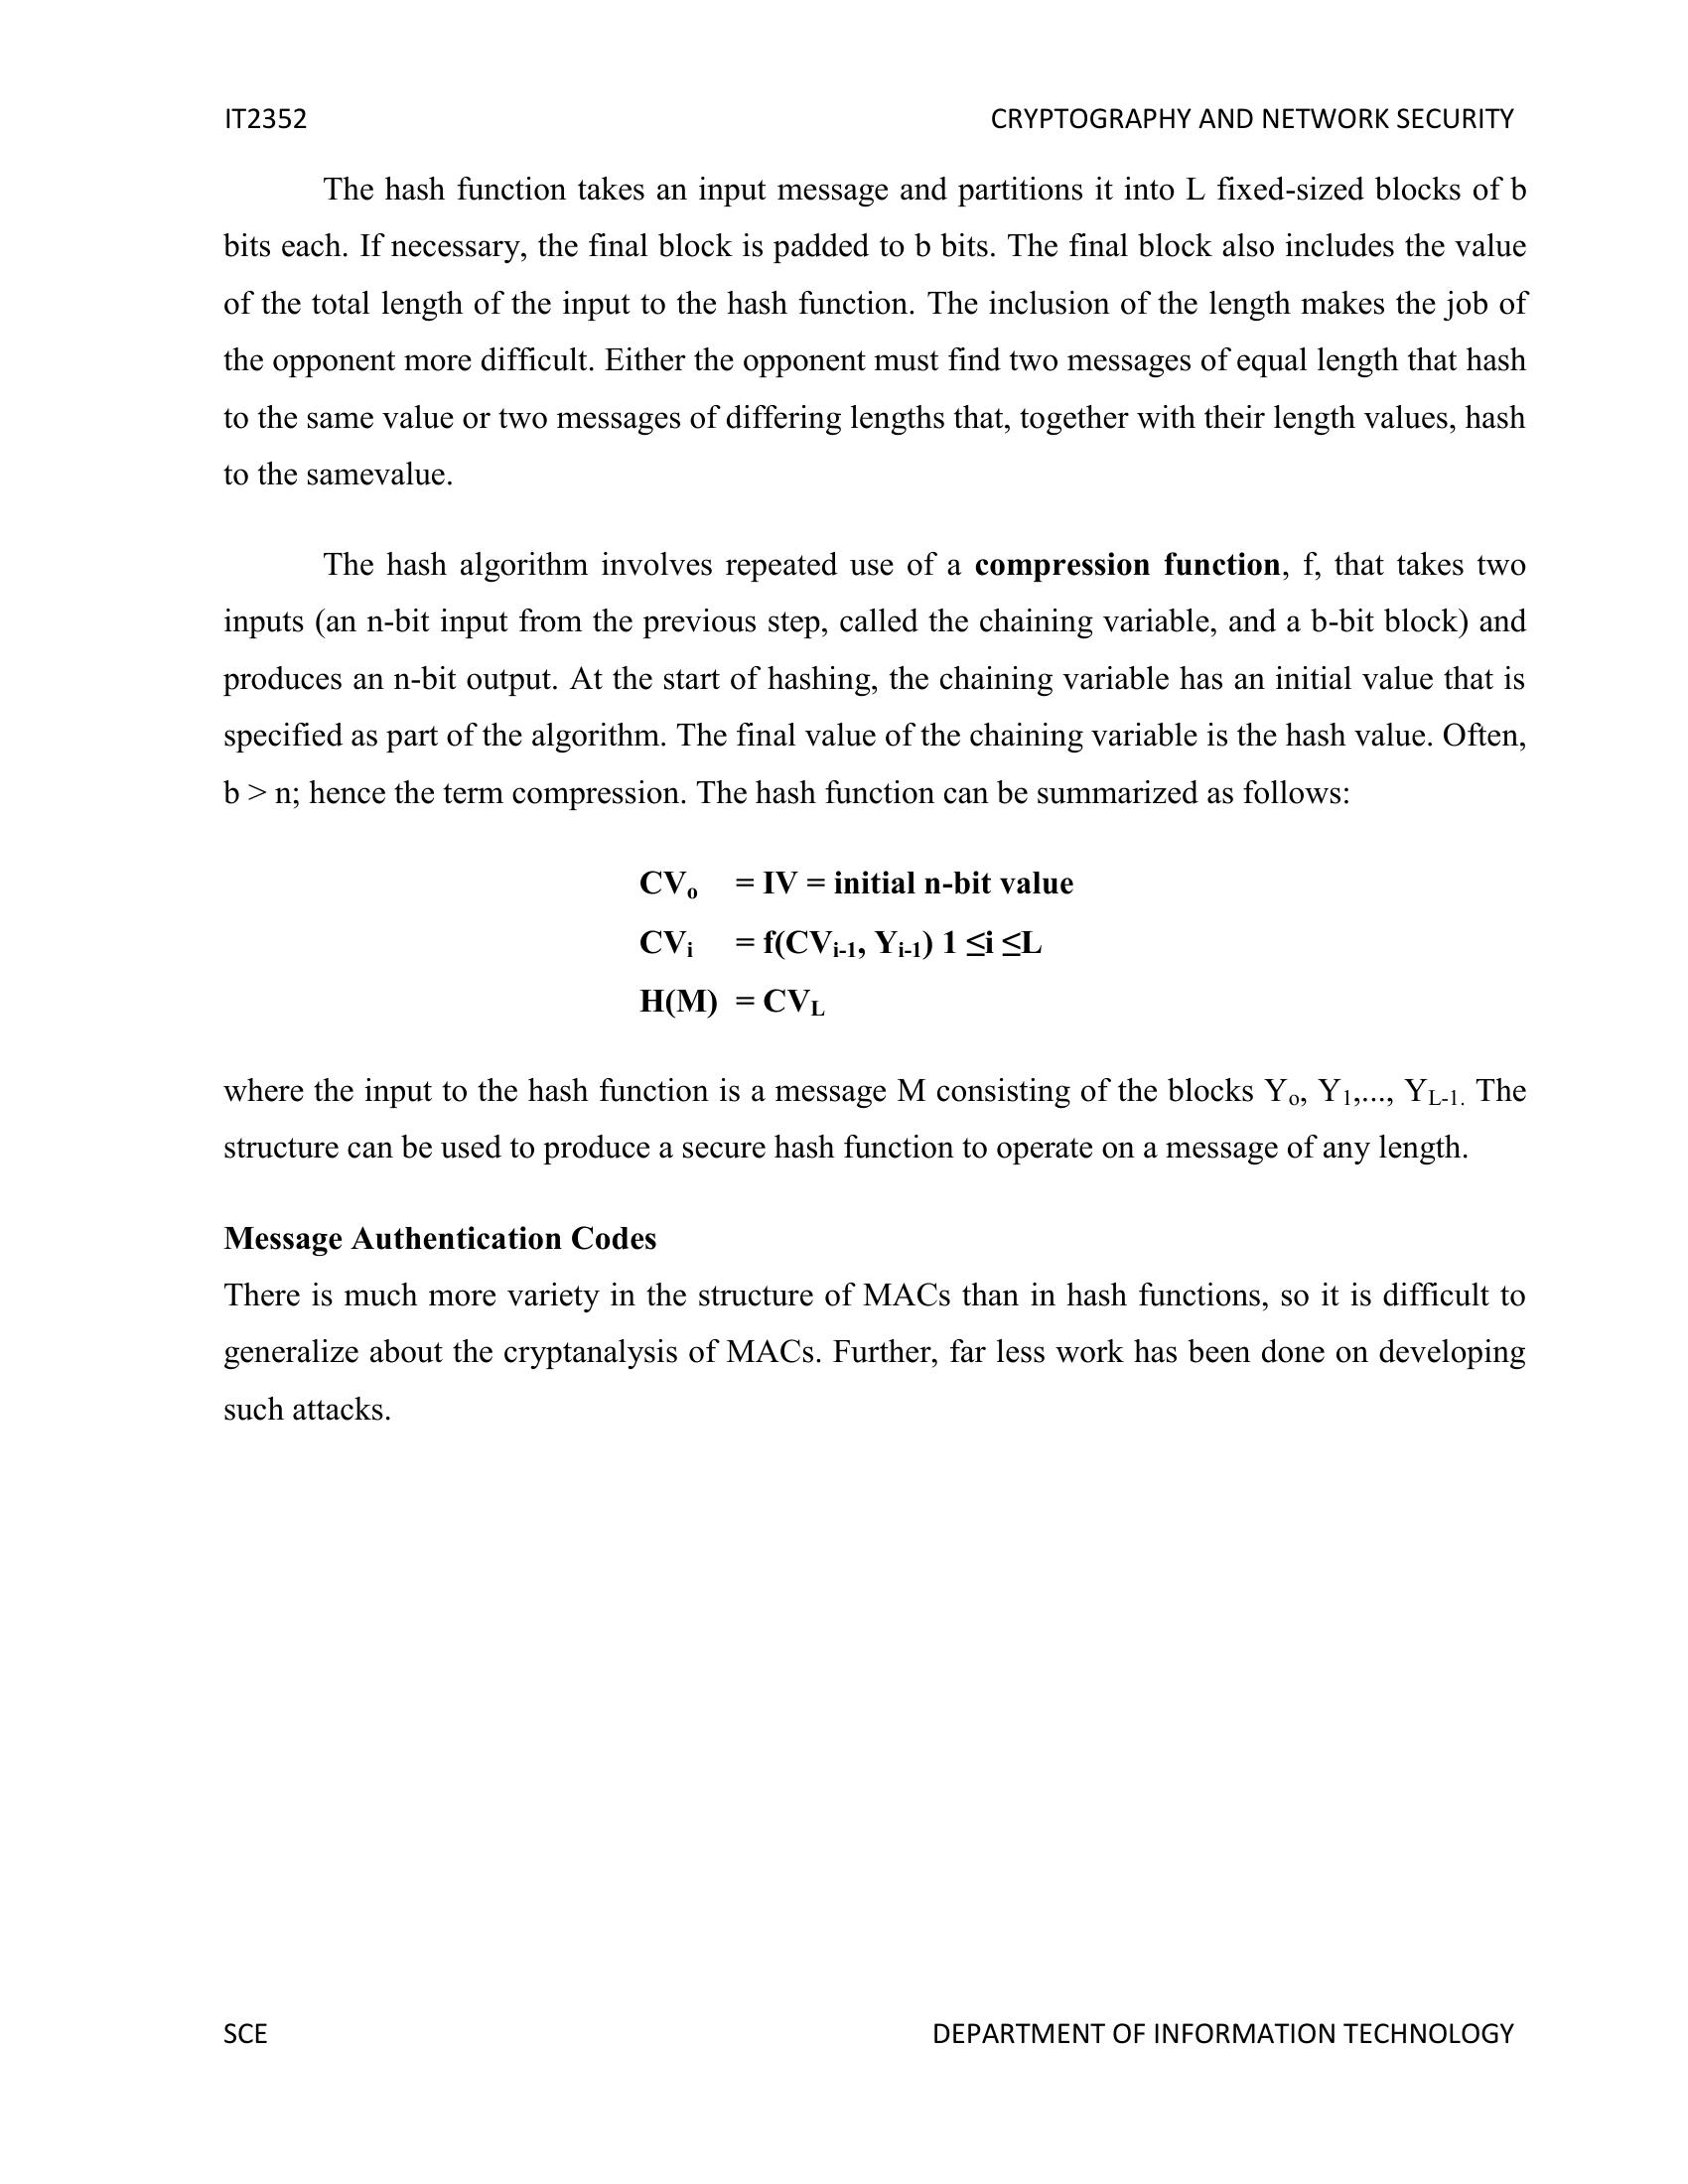 IT2352 CRYPTOGRAPHY AND NETWORK SECURITY
The hash function takes an input message and partitions it into L fixed-sized blocks of b
bits each. If necessary, the final block is padded to b bits. The final block also includes the value
of the total length of the input to the hash function. The inclusion of the length makes the job of
the opponent more difficult. Either the opponent must find two messages of equal length that hash
to the same value or two messages of differing lengths that, together with their length values, hash
to the samevalue.
The hash algorithm involves repeated use of a compression function, f, that takes two
inputs (an n-bit input from the previous step, called the chaining variable, and a b-bit block) and
produces an n-bit output. At the start of hashing, the chaining variable has an initial value that is
specified as part of the algorithm. The final value of the chaining variable is the hash value. Often,
b > n; hence the term compression. The hash function can be summarized as follows:
CVₒ = IV = initial n-bit value
CVᵢ = f(CVᵢ₋₁, Yᵢ₋₁) 1 ≤i ≤L
H(M) = CV_L
where the input to the hash function is a message M consisting of the blocks Yₒ, Y₁,..., Y_L-1. The
structure can be used to produce a secure hash function to operate on a message of any length.
Message Authentication Codes
There is much more variety in the structure of MACs than in hash functions, so it is difficult to
generalize about the cryptanalysis of MACs. Further, far less work has been done on developing
such attacks.
SCE DEPARTMENT OF INFORMATION TECHNOLOGY